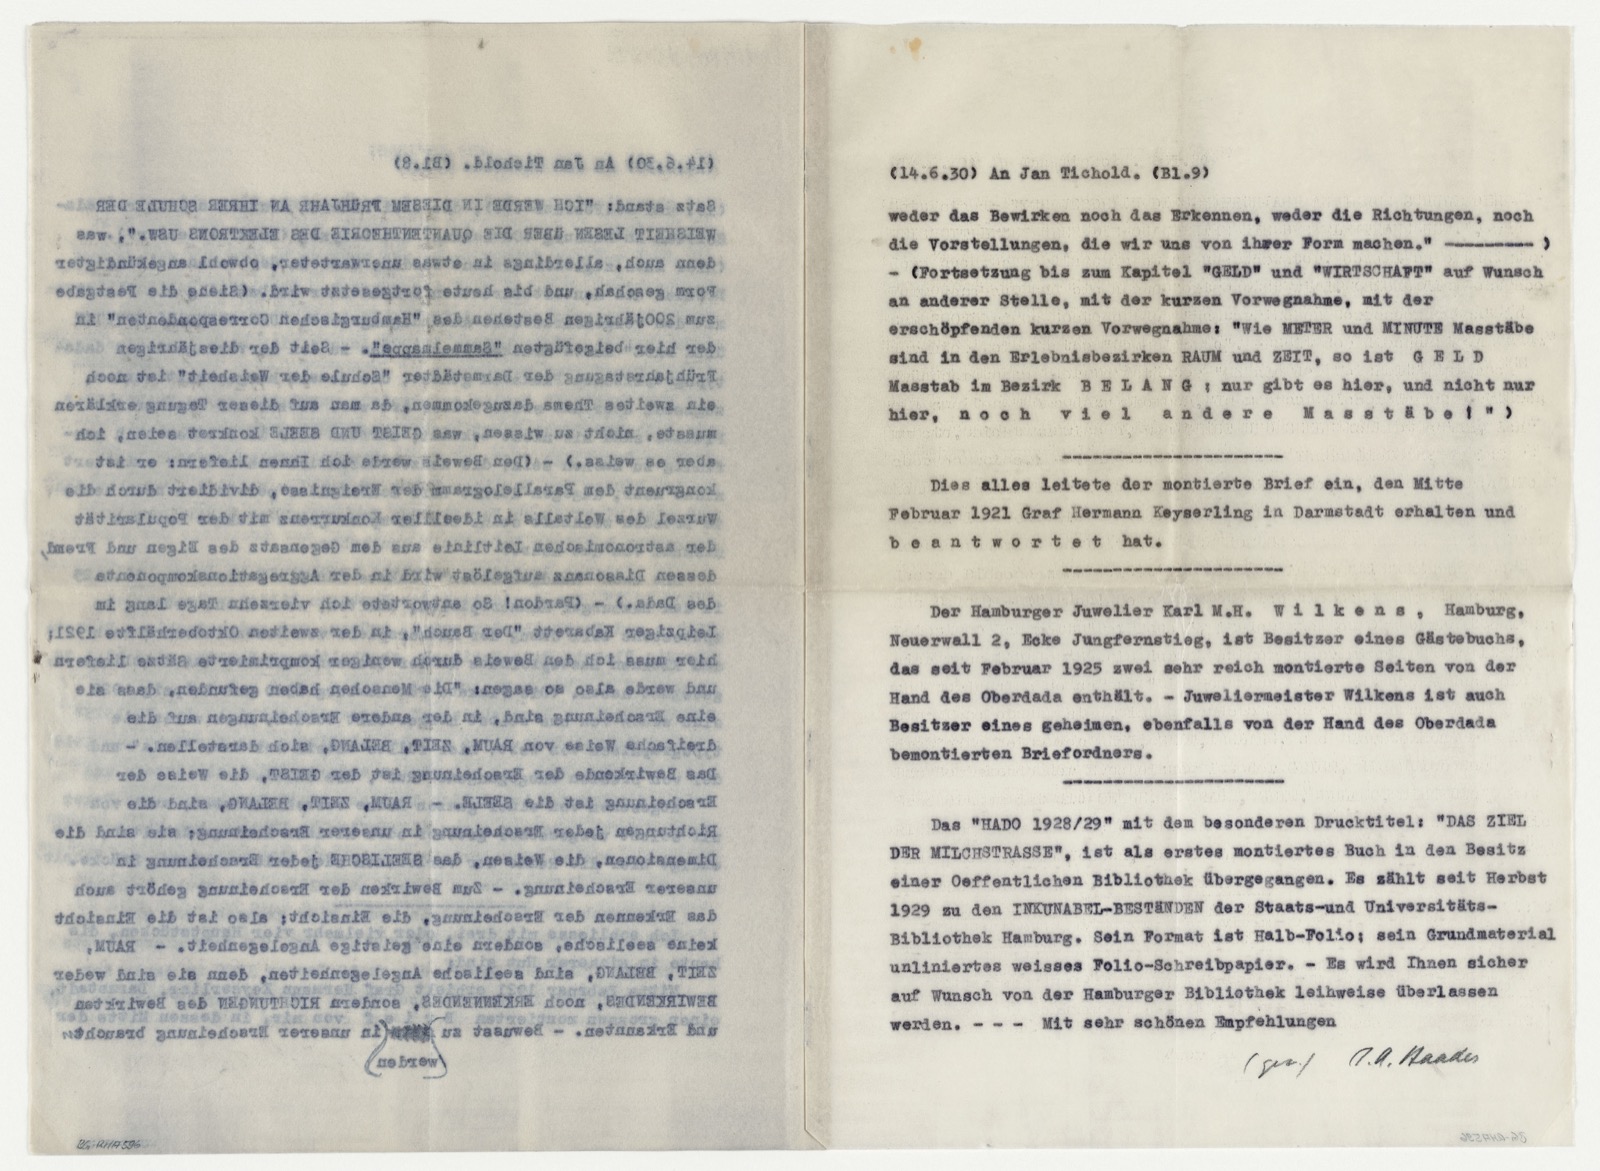 (14.6.30) An Jan Tichold. (Bl.8)
Satz stand: "ICH WERDE IN DIESEM FRÜHJAHR AN IHRER SCHULE DER
WEISHEIT LESEN ÜBER DIE QUANTENTHEORIE DES ELEKTRONS USW.", was
denn auch, allerdings in etwas unerwarteter, obwohl angekündigter
Form geschah, und bis heute fortgesetzt wird. (Siehe die Festgabe
zum 200jährigen Bestehen des "Hamburgischen Correspondenten" in
der hier beigefügten "Sammelmappe". - Seit der diesjährigen
Frühjahrstagung der Darmstädter "Schule der Weisheit" ist noch
ein zweites Thema dazugekommen, da man auf dieser Tagung erklären
musste, nicht zu wissen, was GEIST UND SEELE konkret seien, ich
aber es weiss.) - (Den Beweis werde ich Ihnen liefern: er ist
kongruent dem Parallelogramm der Ereignisse, dividiert durch die
Wurzel des Weltalls in ideeller Konkurrenz mit der Popularität
der astronomischen Leitlinie aus dem Gegensatz des Eigen und Fremd,
dessen Dissonanz aufgelöst wird in der Aggregationskomponente
des Dada.) - (Pardon! So antwortete ich vierzehn Tage lang im
Leipziger Kabarett "Der Bauch", in der zweiten Oktoberhälfte 1921;
hier muss ich den Beweis durch weniger komprimierte Sätze liefern
und werde also so sagen: "Die Menschen haben gefunden, dass sie
eine Erscheinung sind, in der andere Erscheinungen auf die
dreifache Weise von RAUM, ZEIT, BELANG, sich darstellen. -
Das Bewirkende der Erscheinung ist der GEIST, die Weise der
Erscheinung ist die SEELE. - RAUM, ZEIT, BELANG, sind die
Richtungen jeder Erscheinung in unserer Erscheinung; sie sind die
Dimensionen, die Weisen, das SEELISCHE jeder Erscheinung in
unserer Erscheinung. - Zum Bewirken der Erscheinung gehört auch
das Erkennen der Erscheinung, die Einsicht; also ist die Einsicht
keine seelische, sondern eine geistige Angelegenheit. - RAUM,
ZEIT, BELANG, sind seelische Angelegenheiten, denn sie sind weder
BEWIRKENDES, noch ERKENNENDES, sondern RICHTUNGEN des Bewirkten
und Erkannten. - Bewusst zu in unserer Erscheinung braucht
(werden)
(14.6.30) An Jan Tichold. (Bl.9)
weder das Bewirken noch das Erkennen, weder die Richtungen, noch
die Vorstellungen, die wir uns von ihrer Form machen." --------- )
- (Fortsetzung bis zum Kapitel "GELD" und "WIRTSCHAFT" auf Wunsch
an anderer Stelle, mit der kurzen Vorwegnahme, mit der
erschöpfenden kurzen Vorwegnahme: "Wie METER und MINUTE Masstäbe
sind in den Erlebnisbezirken RAUM und ZEIT, so ist G E L D
Masstab im Bezirk B E L A N G ; nur gibt es hier, und nicht nur
hier, n o c h v i e l a n d e r e M a s s t ä b e ! " )
Dies alles leitete der montierte Brief ein, den Mitte
Februar 1921 Graf Hermann Keyserling in Darmstadt erhalten und
b e a n t w o r t e t hat.
Der Hamburger Juwelier Karl M.H. W i l k e n s , Hamburg,
Neuerwall 2, Ecke Jungfernstieg, ist Besitzer eines Gästebuchs,
das seit Februar 1925 zwei sehr reich montierte Seiten von der
Hand des Oberdada enthält. - Juweliermeister Wilkens ist auch
Besitzer eines geheimen, ebenfalls von der Hand des Oberdada
bemontierten Briefordners.
Das "HADO 1928/29" mit dem besonderen Drucktitel: "DAS ZIEL
DER MILCHSTRASSE", ist als erstes montiertes Buch in den Besitz
einer Oeffentlichen Bibliothek übergegangen. Es zählt seit Herbst
1929 zu den INKUNABEL-BESTÄNDEN der Staats-und Universitäts-
Bibliothek Hamburg. Sein Format ist Halb-Folio; sein Grundmaterial
unliniertes weisses Folio-Schreibpapier. - Es wird Ihnen sicher
auf Wunsch von der Hamburger Bibliothek leihweise überlassen
werden. - - - Mit sehr schönen Empfehlungen
(gez.) J.A. Baader